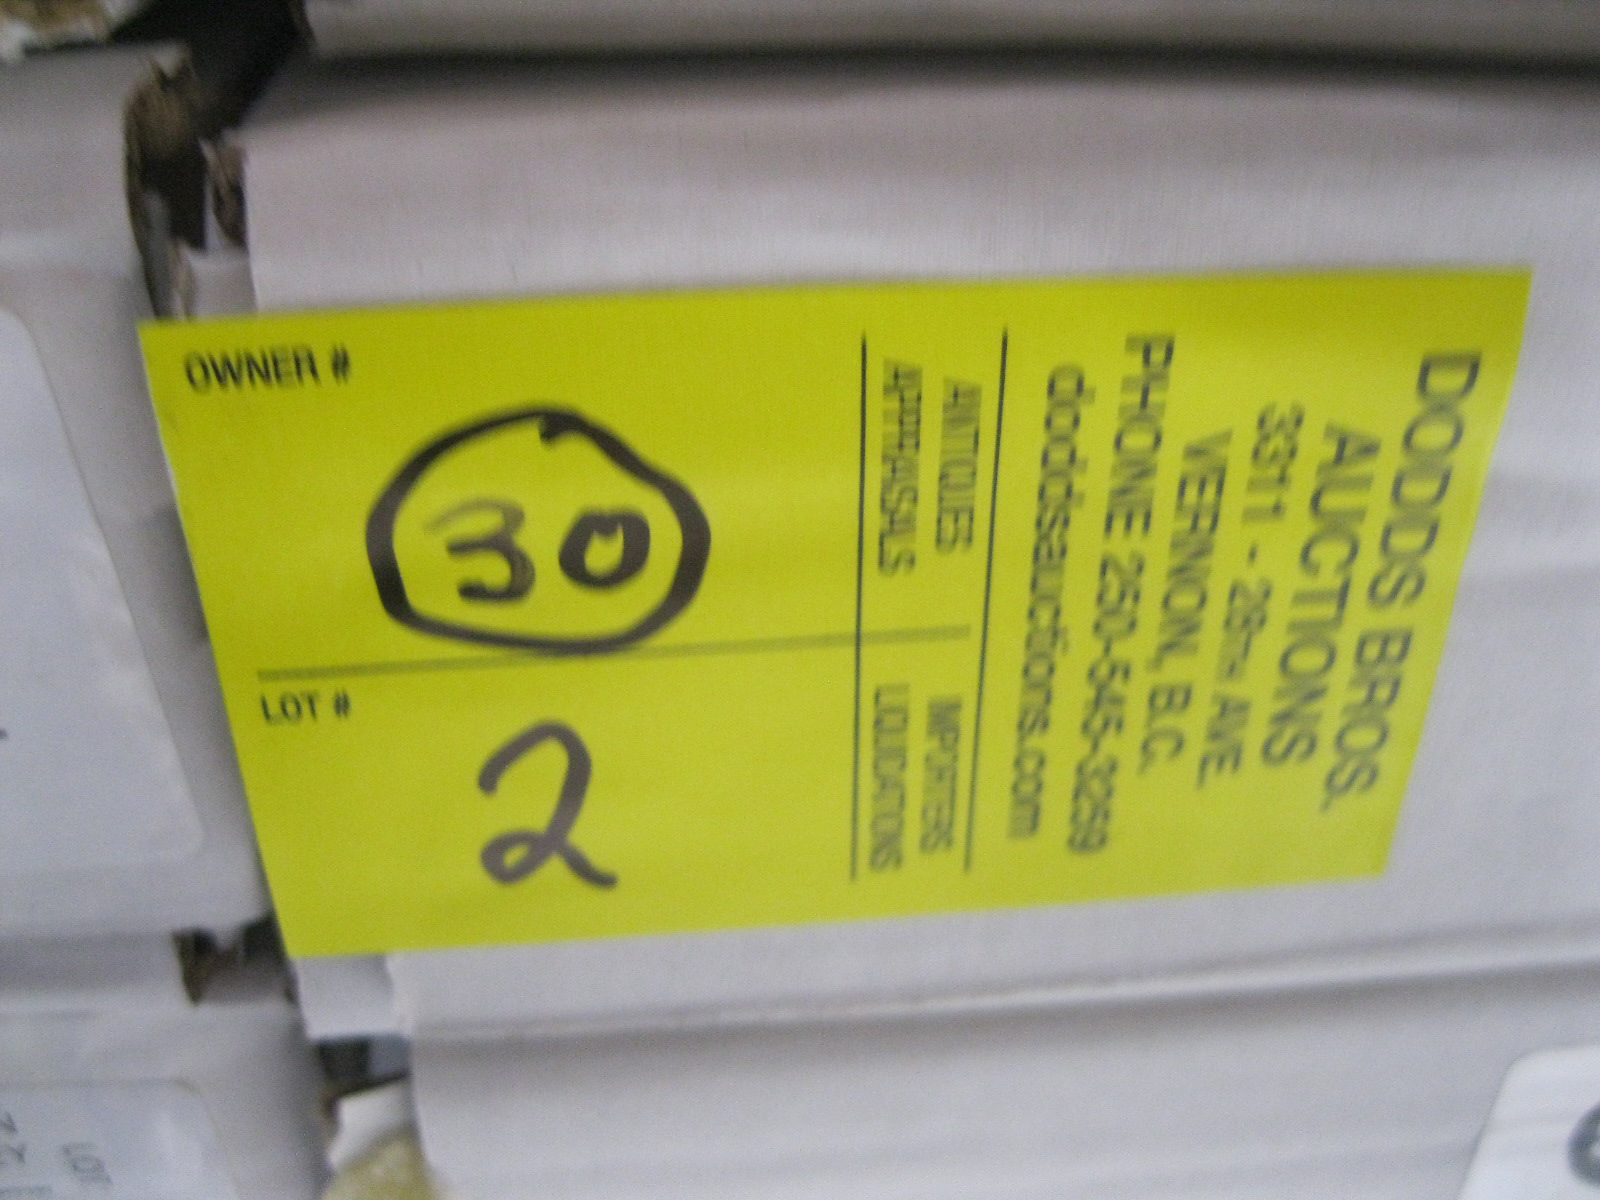 DODDS BROS.
AUCTIONS
3311 - 28TH AVE.
VERNON, B.C.
PHONE 250-545-3259
doddsauctions.com
ANTIQUES
APPRAISALS
IMPORTERS
LIQUIDATIONS
OWNER #
30
LOT #
2
LOT